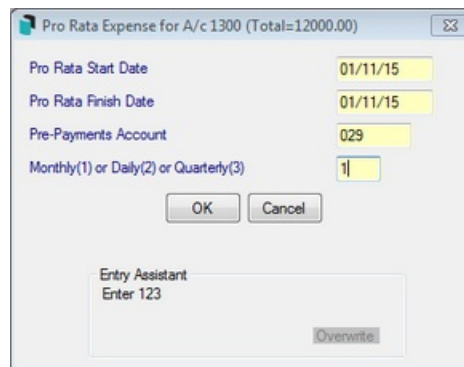 Pro Rata Expense for A/c 1300 (Total=12000.00)
Pro Rata Start Date 01/11/15
Pro Rata Finish Date 01/11/15
Pre-Payments Account 029
Monthly(1) or Daily(2) or Quarterly(3) 1
OK Cancel
Entry Assistant
Enter 123
Overwrite